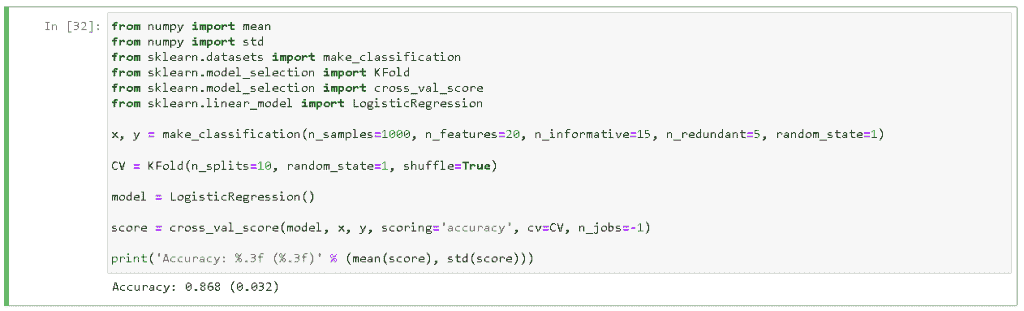 In [32]: from numpy import mean
from numpy import std
from sklearn.datasets import make_classification
from sklearn.model_selection import KFold
from sklearn.model_selection import cross_val_score
from sklearn.linear_model import LogisticRegression
x, y = make_classification(n_samples=1000, n_features=20, n_informative=15, n_redundant=5, random_state=1)
CV = KFold(n_splits=10, random_state=1, shuffle=True)
model = LogisticRegression()
score = cross_val_score(model, x, y, scoring='accuracy', cv=CV, n_jobs=-1)
print('Accuracy: %.3f (%.3f)' % (mean(score), std(score)))
Accuracy: 0.868 (0.032)